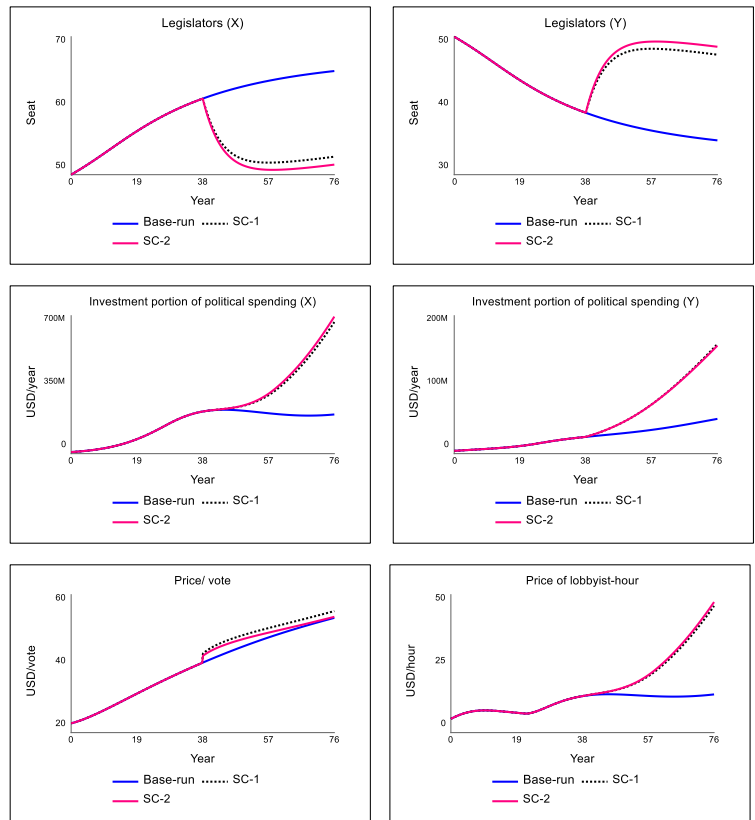 Legislators (X)
70
60
50
Seat
0 19 38 57 76
Year
Base-run SC-1
SC-2
Legislators (Y)
50
40
30
Seat
0 19 38 57 76
Year
Base-run SC-1
SC-2
Investment portion of political spending (X)
700M
350M
0
USD/year
0 19 38 57 76
Year
Base-run SC-1
SC-2
Investment portion of political spending (Y)
200M
100M
0
USD/year
0 19 38 57 76
Year
Base-run SC-1
SC-2
Price/ vote
60
40
20
USD/vote
0 19 38 57 76
Year
Base-run SC-1
SC-2
Price of lobbyist-hour
50
25
0
USD/hour
0 19 38 57 76
Year
Base-run SC-1
SC-2